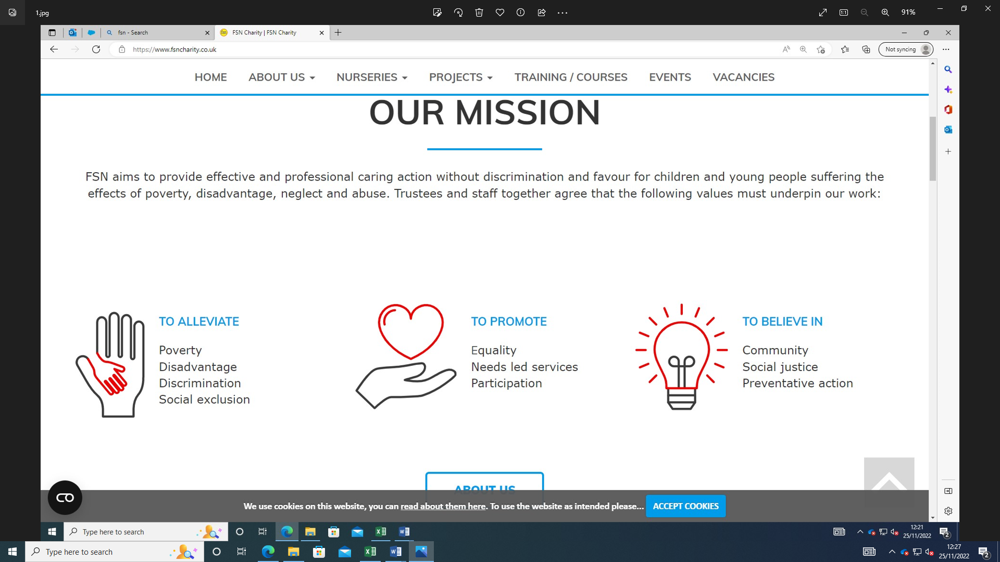 1.jpg
91%
fsn - Search
FSN Charity | FSN Charity
https://www.fsncharity.co.uk
Not syncing
HOME
ABOUT US
NURSERIES
PROJECTS
TRAINING / COURSES
EVENTS
VACANCIES
OUR MISSION
FSN aims to provide effective and professional caring action without discrimination and favour for children and young people suffering the
effects of poverty, disadvantage, neglect and abuse. Trustees and staff together agree that the following values must underpin our work:
TO ALLEVIATE
Poverty
Disadvantage
Discrimination
Social exclusion
TO PROMOTE
Equality
Needs led services
Participation
TO BELIEVE IN
Community
Social justice
Preventative action
ABOUT US
We use cookies on this website, you can read about them here. To use the website as intended please...
ACCEPT COOKIES
Type here to search
12:21
25/11/2022
2
Type here to search
12:27
25/11/2022
2